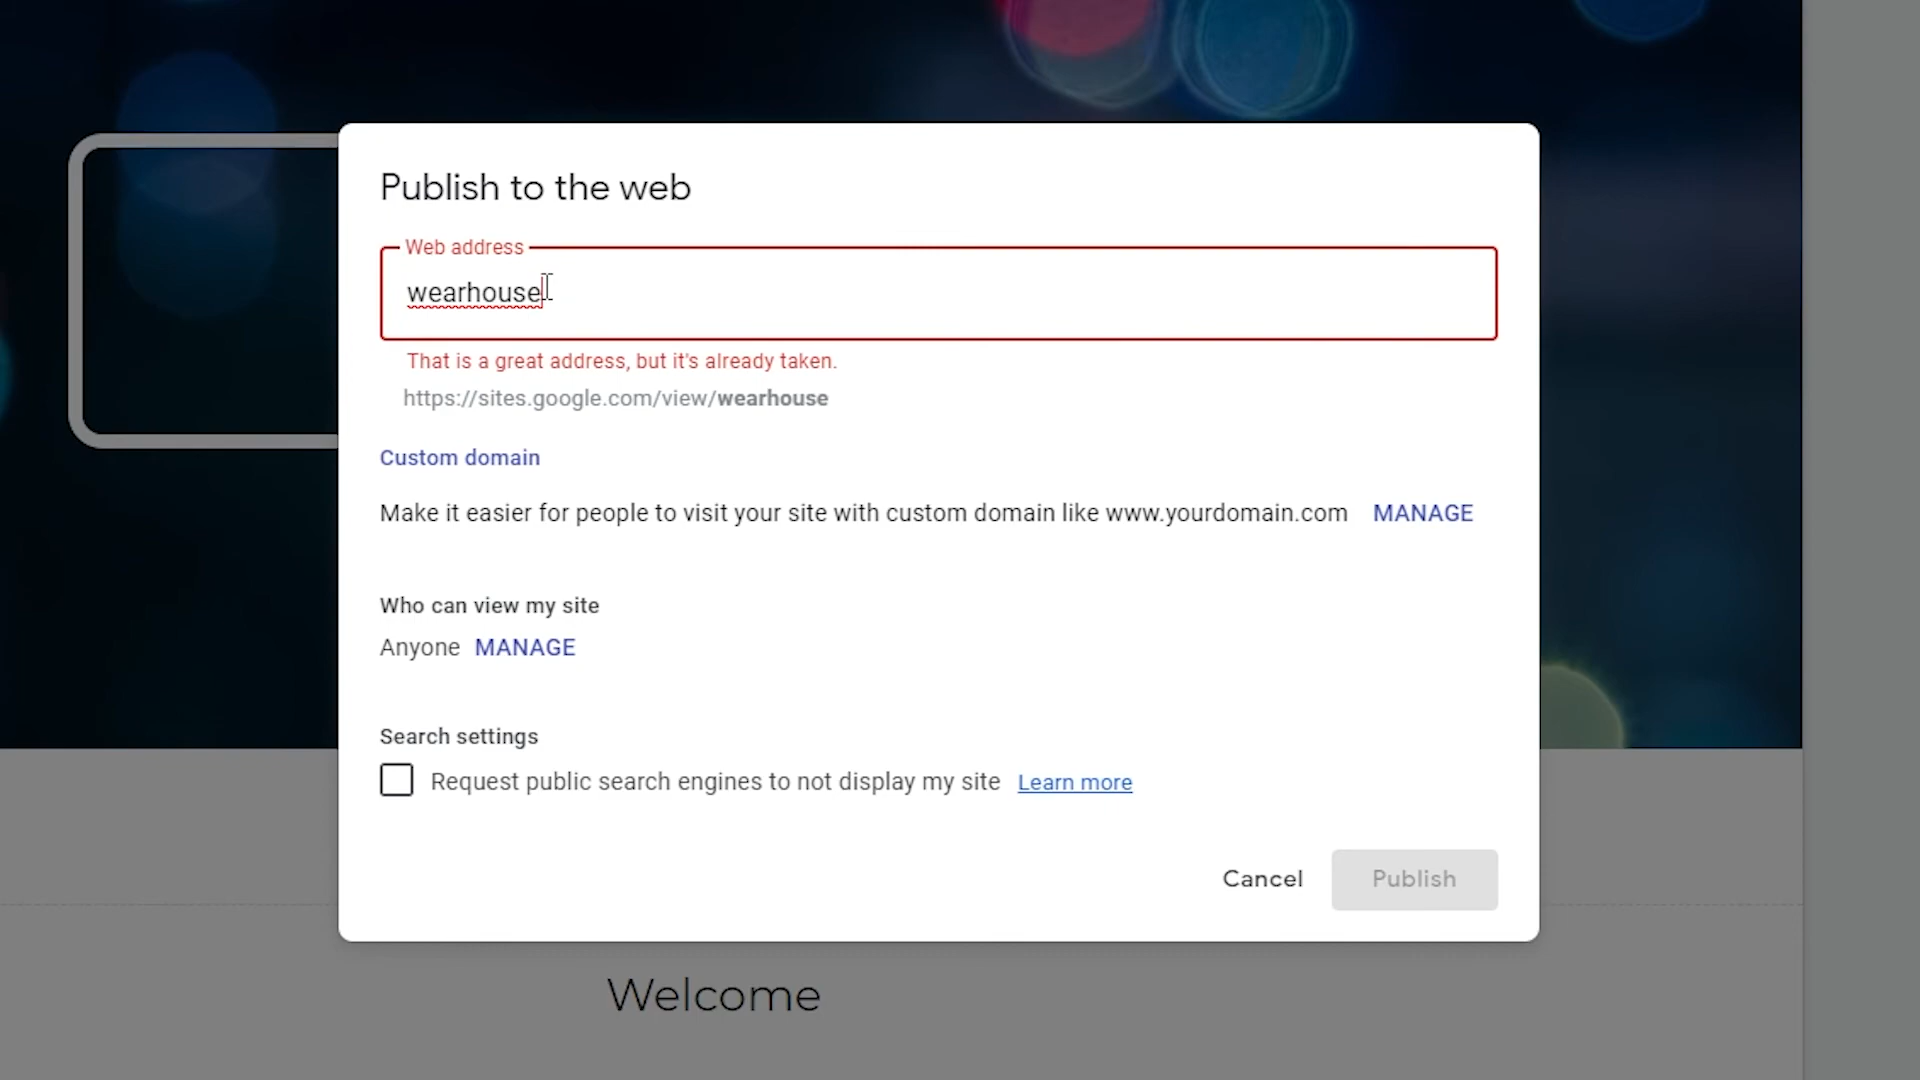 Publish to the web
Web address
wearhouse
That is a great address, but it's already taken.
https://sites.google.com/view/wearhouse
Custom domain
Make it easier for people to visit your site with custom domain like www.yourdomain.com MANAGE
Who can view my site
Anyone MANAGE
Search settings
Request public search engines to not display my site Learn more
Cancel Publish
Welcome